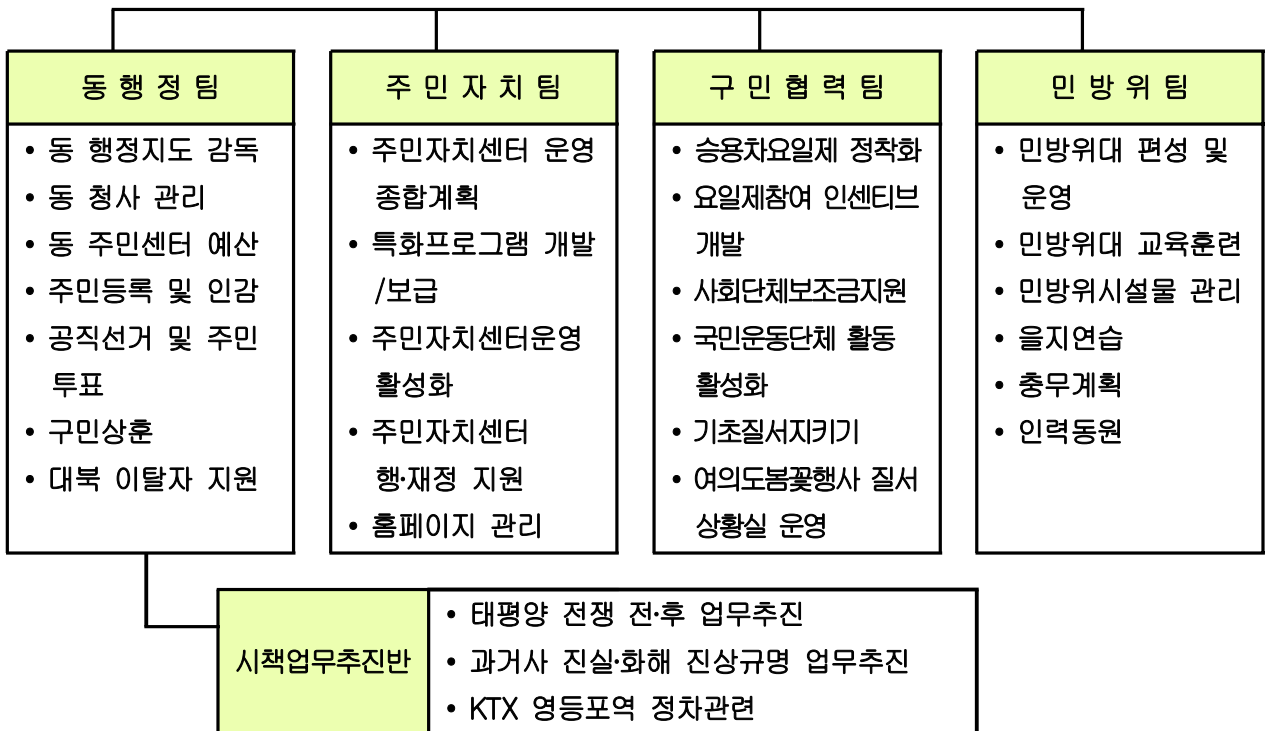 동 행 정 팀
• 동 행정지도 감독
• 동 청사 관리
• 동 주민센터 예산
• 주민등록 및 인감
• 공직선거 및 주민
투표
• 구민상훈
• 대북 이탈자 지원
주 민 자 치 팀
• 주민자치센터 운영
종합계획
• 특화프로그램 개발
/보급
• 주민자치센터운영
활성화
• 주민자치센터
행·재정 지원
• 홈페이지 관리
구 민 협 력 팀
• 승용차요일제 정착화
• 요일제참여 인센티브
개발
• 사회단체보조금지원
• 국민운동단체 활동
활성화
• 기초질서지키기
• 여의도봄꽃행사 질서
상황실 운영
민 방 위 팀
• 민방위대 편성 및
운영
• 민방위대 교육훈련
• 민방위시설물 관리
• 을지연습
• 충무계획
• 인력동원
시책업무추진반
• 태평양 전쟁 전·후 업무추진
• 과거사 진실·화해 진상규명 업무추진
• KTX 영등포역 정차관련